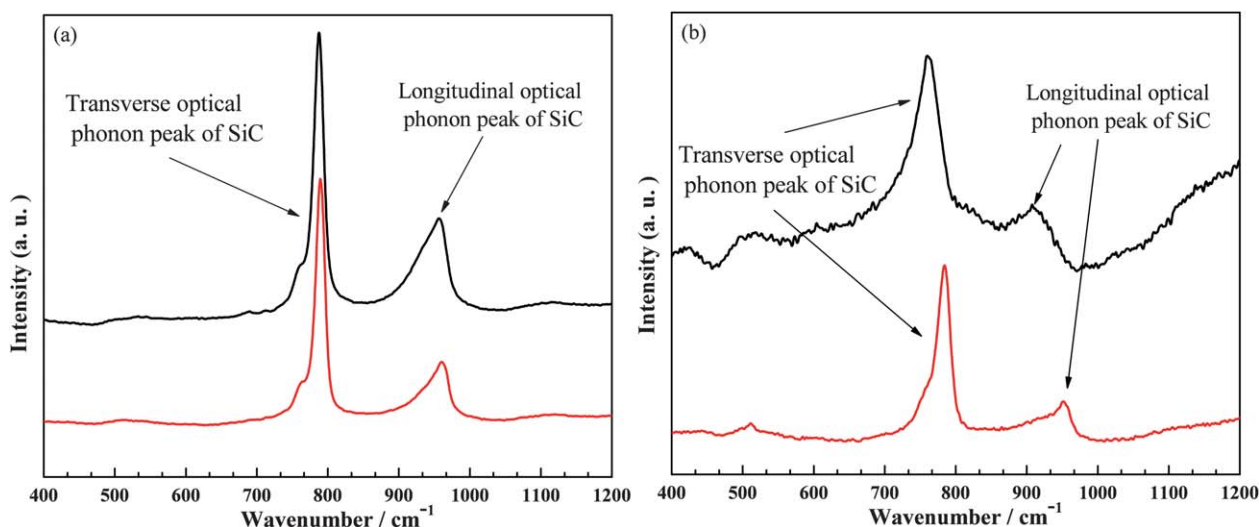 (a)
Transverse optical
phonon peak of SiC
Longitudinal optical
phonon peak of SiC
Intensity (a. u.)
400 500 600 700 800 900 1000 1100 1200
Wavenumber / cm⁻¹
(b)
Longitudinal optical
phonon peak of SiC
Transverse optical
phonon peak of SiC
Intensity (a. u.)
400 500 600 700 800 900 1000 1100 1200
Wavenumber / cm⁻¹